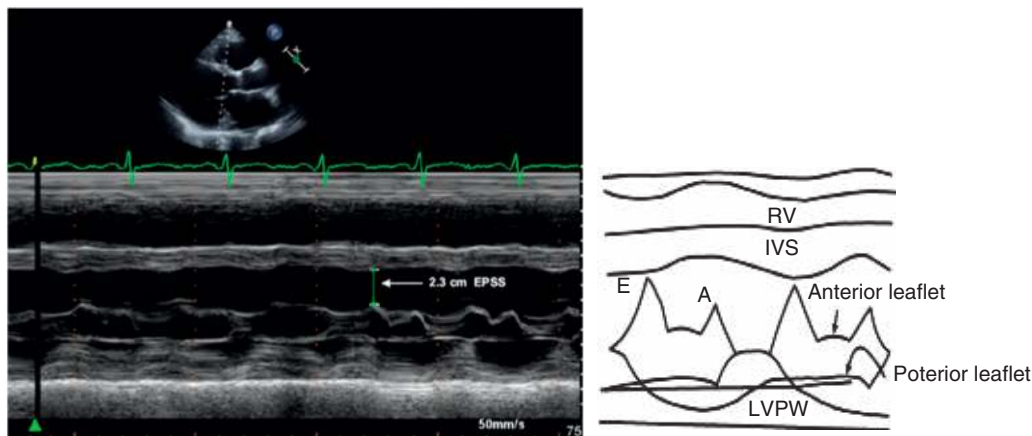 2.3 cm EPSS
50mm/s
75
RV
IVS
E
A
Anterior leaflet
Poterior leaflet
LVPW